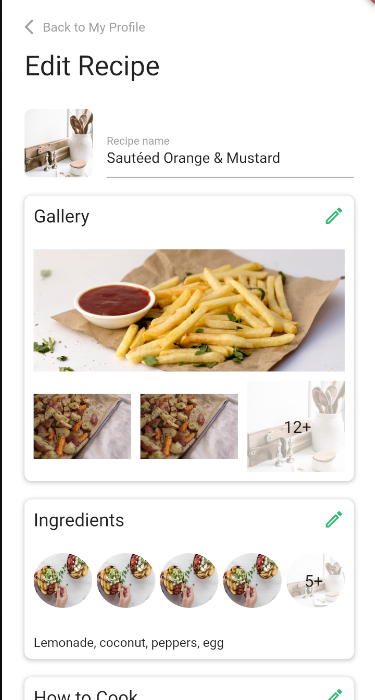 Back to My Profile
Edit Recipe
Recipe name
Sautéed Orange & Mustard
Gallery
12+
Ingredients
5+
Lemonade, coconut, peppers, egg
How to Cook